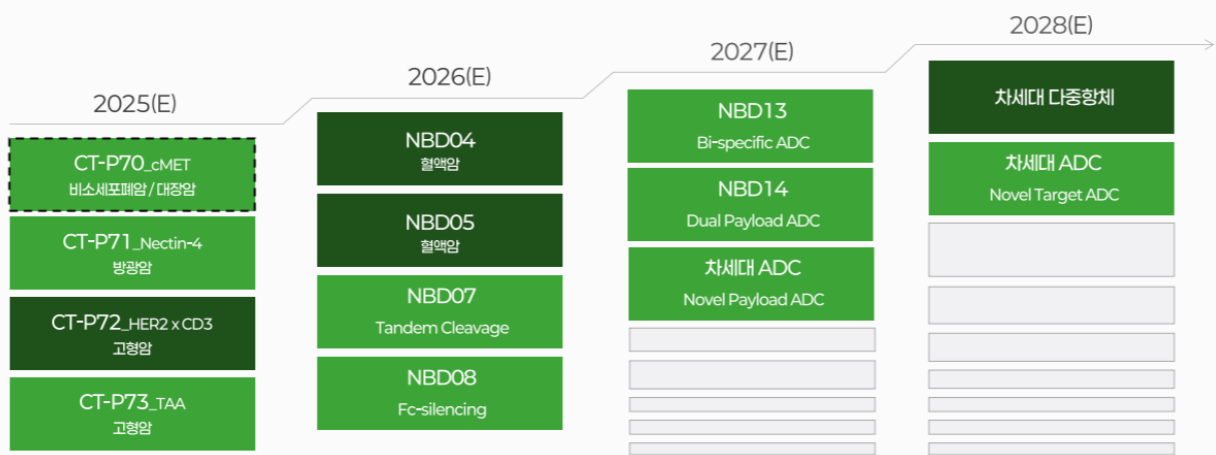 2025(E)
CT-P70_cMET
비소세포폐암 / 대장암
CT-P71_Nectin-4
방광암
CT-P72_HER2 x CD3
고형암
CT-P73_TAA
고형암
2026(E)
NBD04
혈액암
NBD05
혈액암
NBD07
Tandem Cleavage
NBD08
Fc-silencing
2027(E)
NBD13
Bi-specific ADC
NBD14
Dual Payload ADC
차세대 ADC
Novel Payload ADC
2028(E)
차세대 다중항체
차세대 ADC
Novel Target ADC